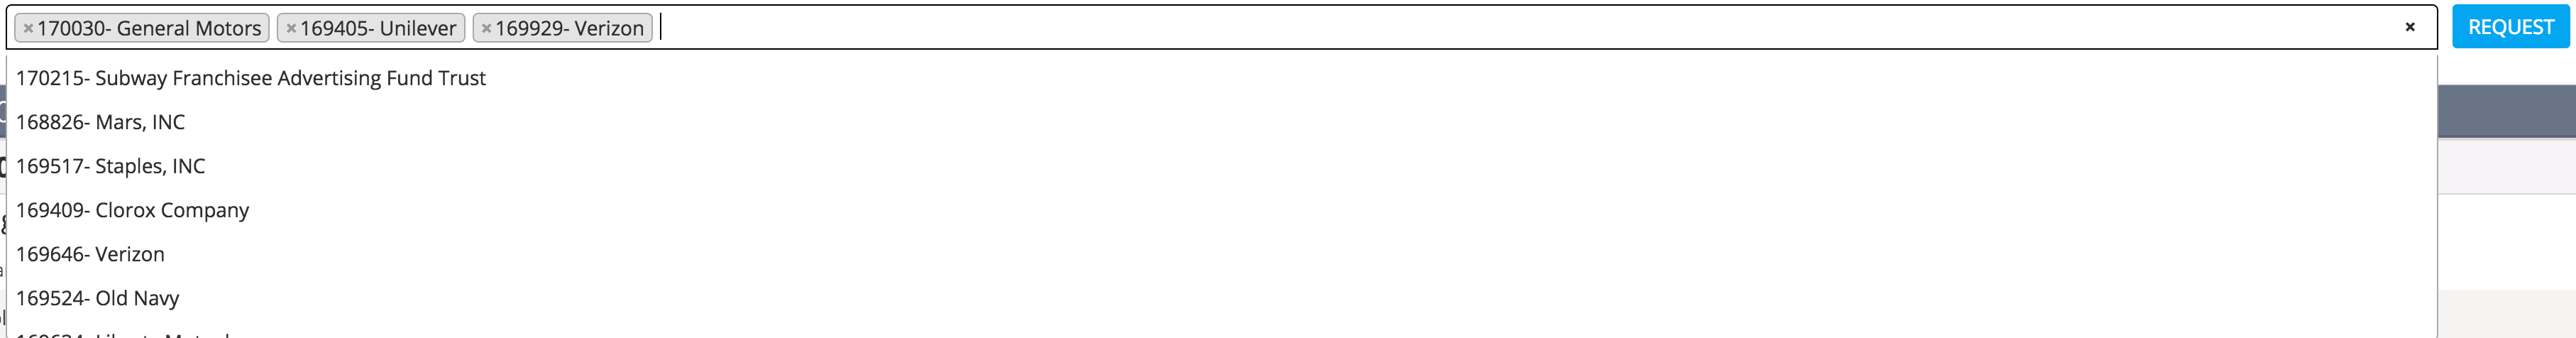 ×170030- General Motors ×169405- Unilever ×169929- Verizon × REQUEST
170215- Subway Franchisee Advertising Fund Trust
168826- Mars, INC
169517- Staples, INC
169409- Clorox Company
169646- Verizon
169524- Old Navy